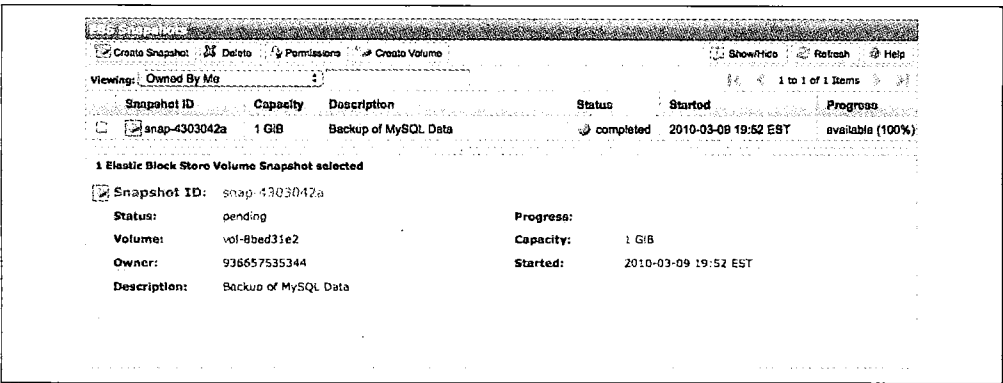 EBS Snapshots
Create Snapshot Delete Permissions Create Volume Show/Hide Refresh Help
Viewing: Owned By Me 1 to 1 of 1 Items
Snapshot ID Capacity Description Status Started Progress
snap-4303042a 1 GiB Backup of MySQL Data completed 2010-03-09 19:52 EST available (100%)
1 Elastic Block Store Volume Snapshot selected
Snapshot ID: snap-4303042a
Status: pending Progress:
Volume: vol-8bed31e2 Capacity: 1 GiB
Owner: 936657535344 Started: 2010-03-09 19:52 EST
Description: Backup of MySQL Data